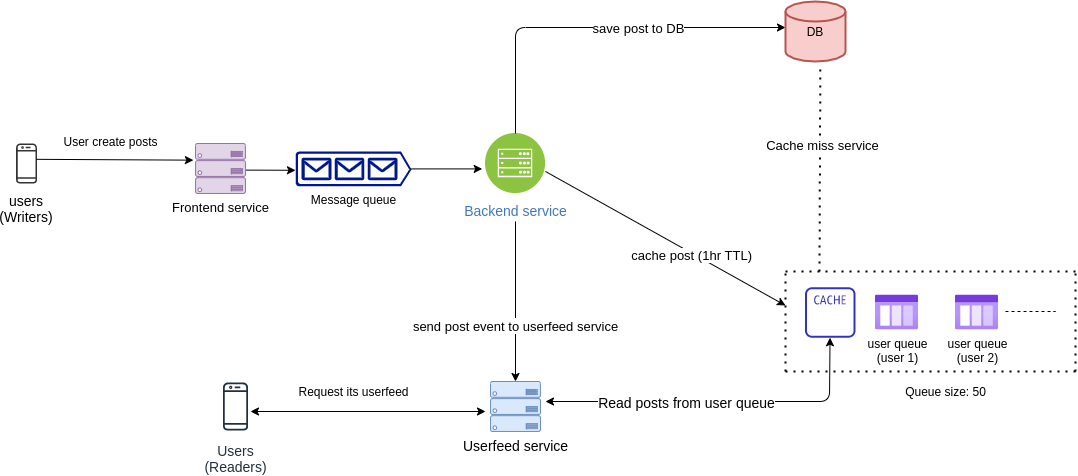 save post to DB
DB
User create posts
Cache miss service
users
(Writers)
Frontend service
Message queue
Backend service
cache post (1hr TTL)
CACHE
send post event to userfeed service
user queue
(user 1)
user queue
(user 2)
Request its userfeed
Read posts from user queue
Queue size: 50
Userfeed service
Users
(Readers)